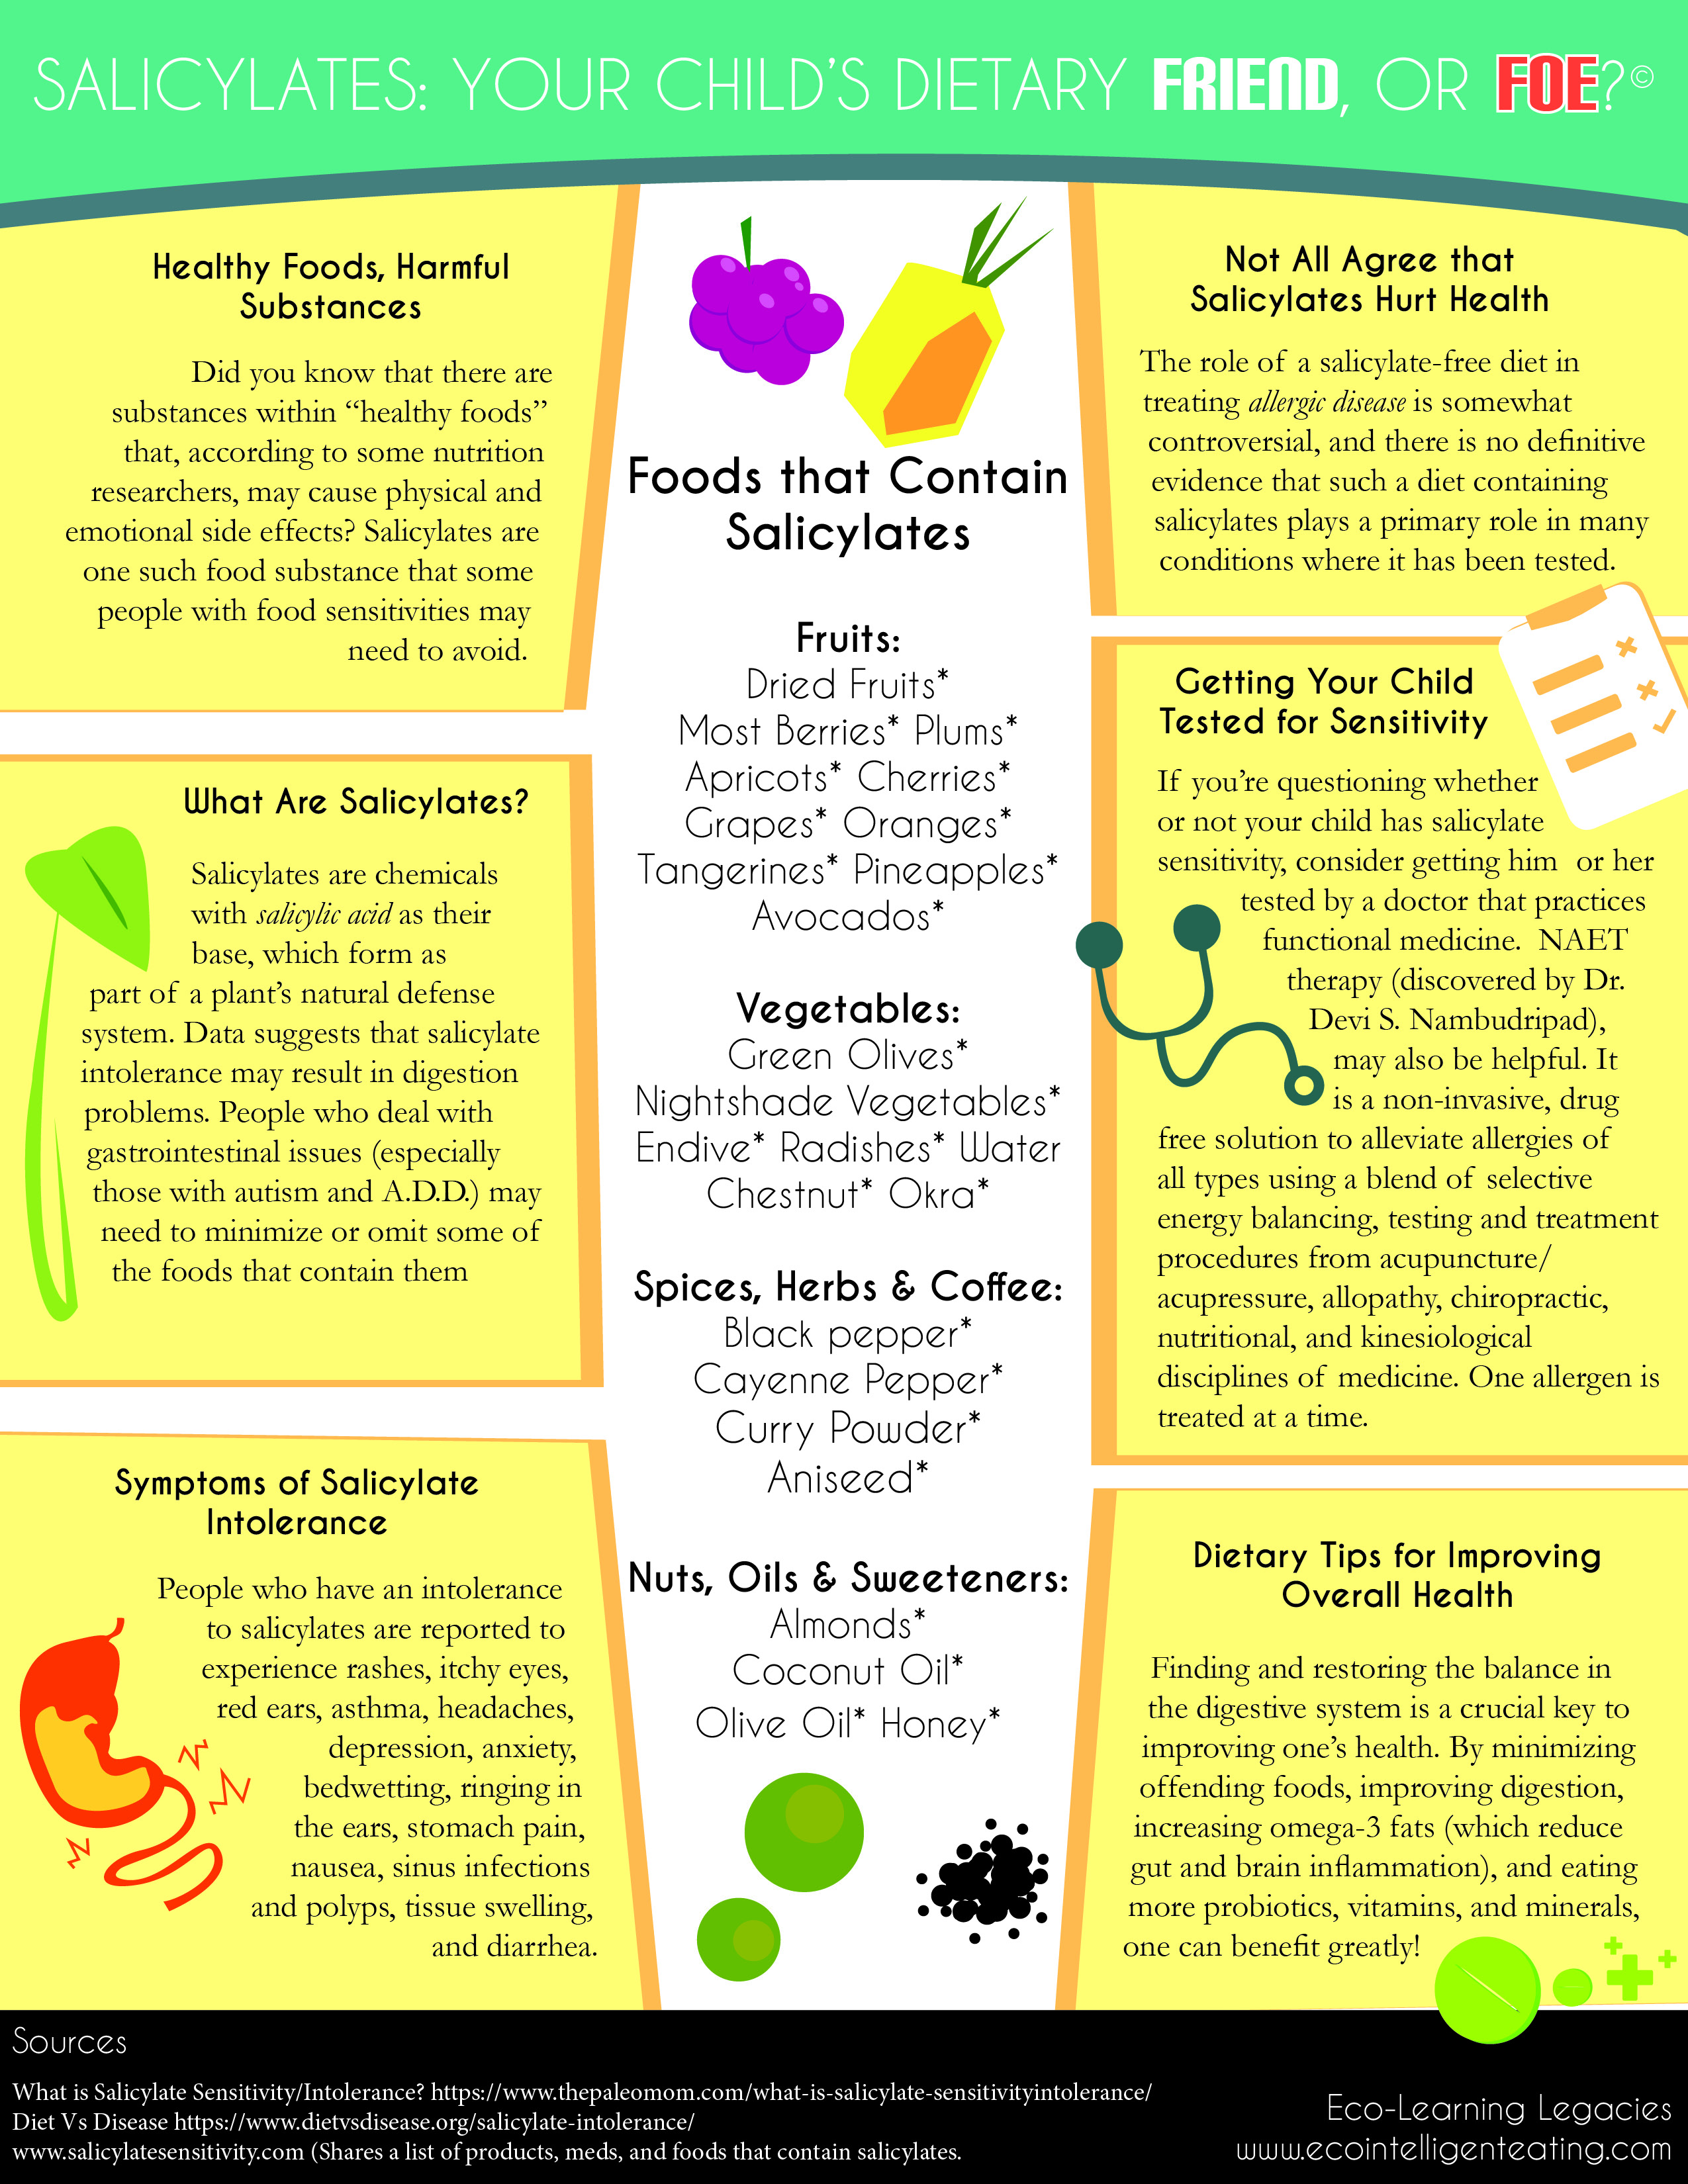 SALICYLATES: YOUR CHILD'S DIETARY FRIEND, OR FOE?©
Healthy Foods, Harmful
Substances
Did you know that there are
substances within “healthy foods”
that, according to some nutrition
researchers, may cause physical and
emotional side effects? Salicylates are
one such food substance that some
people with food sensitivities may
need to avoid.
What Are Salicylates?
Salicylates are chemicals
with salicylic acid as their
base, which form as
part of a plant’s natural defense
system. Data suggests that salicylate
intolerance may result in digestion
problems. People who deal with
gastrointestinal issues (especially
those with autism and A.D.D.) may
need to minimize or omit some of
the foods that contain them
Symptoms of Salicylate
Intolerance
People who have an intolerance
to salicylates are reported to
experience rashes, itchy eyes,
red ears, asthma, headaches,
depression, anxiety,
bedwetting, ringing in
the ears, stomach pain,
nausea, sinus infections
and polyps, tissue swelling,
and diarrhea.
Foods that Contain
Salicylates
Fruits:
Dried Fruits*
Most Berries* Plums*
Apricots* Cherries*
Grapes* Oranges*
Tangerines* Pineapples*
Avocados*
Vegetables:
Green Olives*
Nightshade Vegetables*
Endive* Radishes* Water
Chestnut* Okra*
Spices, Herbs & Coffee:
Black pepper*
Cayenne Pepper*
Curry Powder*
Aniseed*
Nuts, Oils & Sweeteners:
Almonds*
Coconut Oil*
Olive Oil* Honey*
Not All Agree that
Salicylates Hurt Health
The role of a salicylate-free diet in
treating allergic disease is somewhat
controversial, and there is no definitive
evidence that such a diet containing
salicylates plays a primary role in many
conditions where it has been tested.
Getting Your Child
Tested for Sensitivity
If you’re questioning whether
or not your child has salicylate
sensitivity, consider getting him or her
tested by a doctor that practices
functional medicine. NAET
therapy (discovered by Dr.
Devi S. Nambudripad),
may also be helpful. It
is a non-invasive, drug
free solution to alleviate allergies of
all types using a blend of selective
energy balancing, testing and treatment
procedures from acupuncture/
acupressure, allopathy, chiropractic,
nutritional, and kinesiological
disciplines of medicine. One allergen is
treated at a time.
Dietary Tips for Improving
Overall Health
Finding and restoring the balance in
the digestive system is a crucial key to
improving one’s health. By minimizing
offending foods, improving digestion,
increasing omega-3 fats (which reduce
gut and brain inflammation), and eating
more probiotics, vitamins, and minerals,
one can benefit greatly!
Sources
What is Salicylate Sensitivity/Intolerance? https://www.thepaleomom.com/what-is-salicylate-sensitivityintolerance/
Diet Vs Disease https://www.dietvsdisease.org/salicylate-intolerance/
www.salicylatesensitivity.com (Shares a list of products, meds, and foods that contain salicylates.
Eco-Learning Legacies
www.ecointelligenteating.com